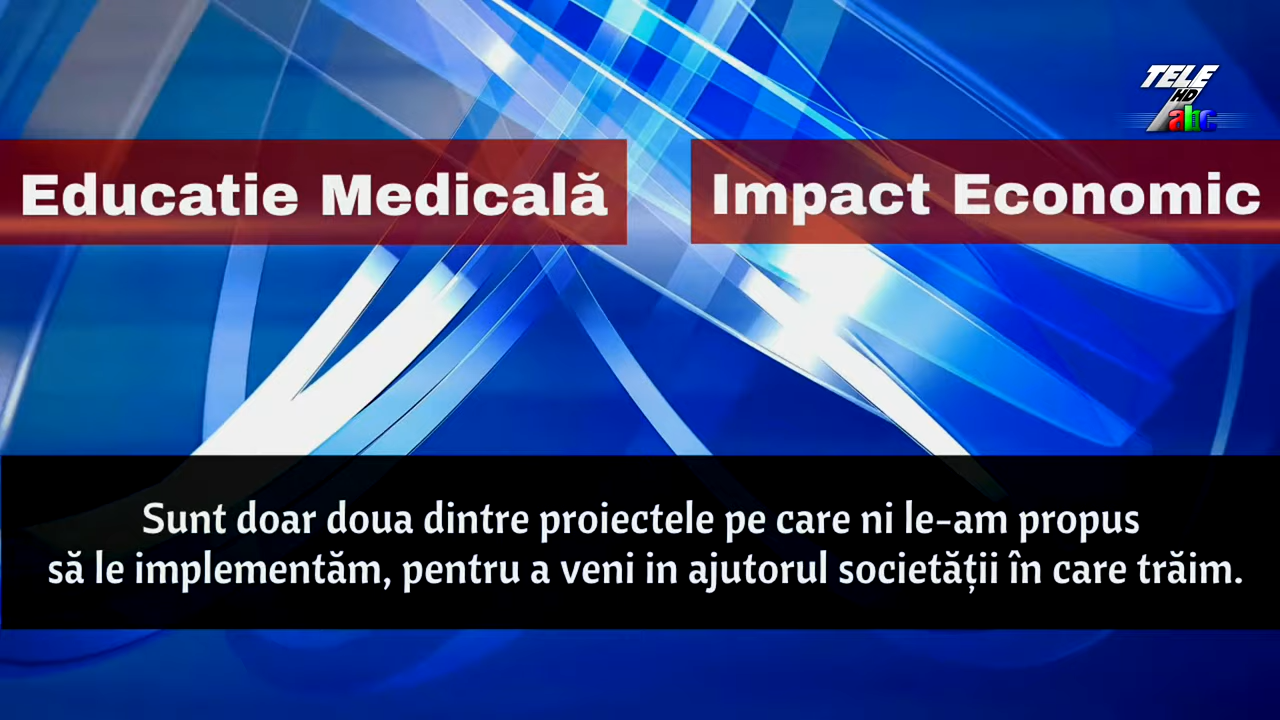 TELE
HD
7abc
Educatie Medicală
Impact Economic
Sunt doar doua dintre proiectele pe care ni le-am propus
să le implementăm, pentru a veni in ajutorul societății în care trăim.